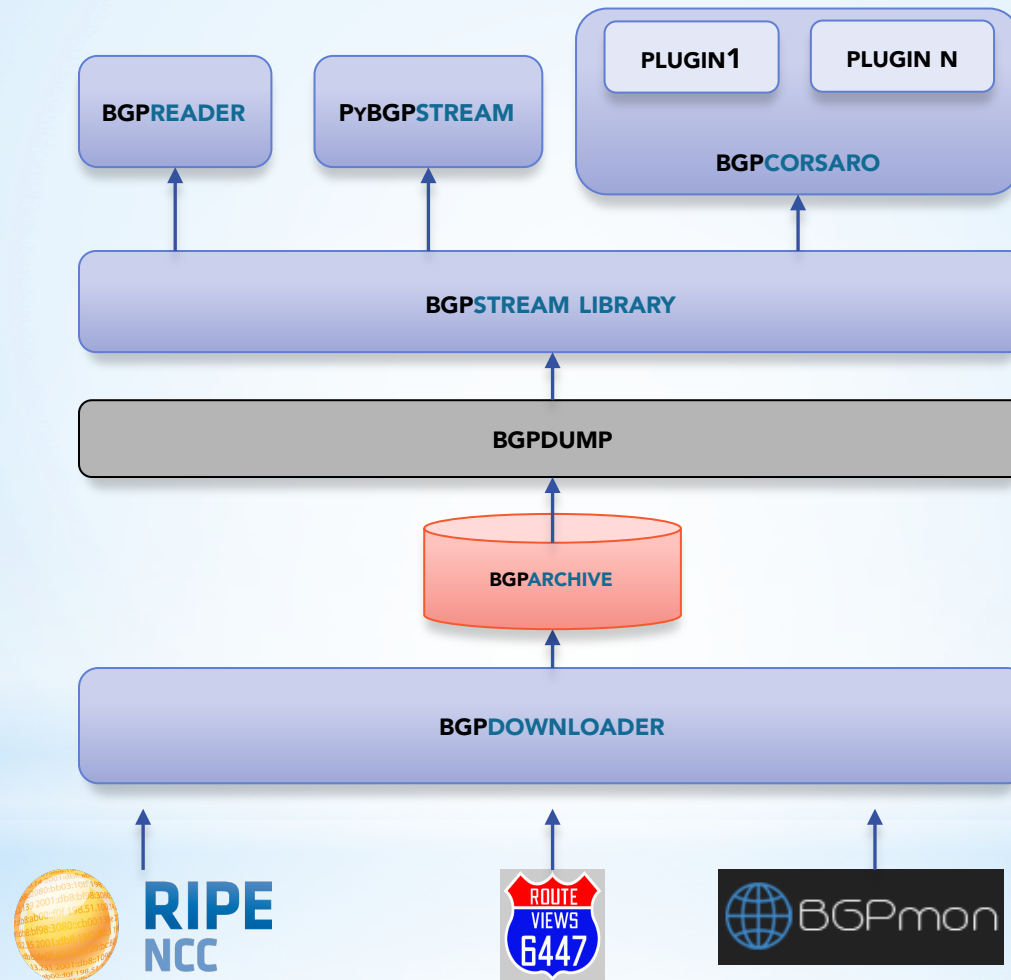 PLUGIN1
PLUGIN N
BGPREADER
PYBGPSTREAM
BGPCORSARO
BGPSTREAM LIBRARY
BGPDUMP
BGPARCHIVE
BGPDOWNLOADER
RIPE
NCC
ROUTE
VIEWS
6447
BGPmon